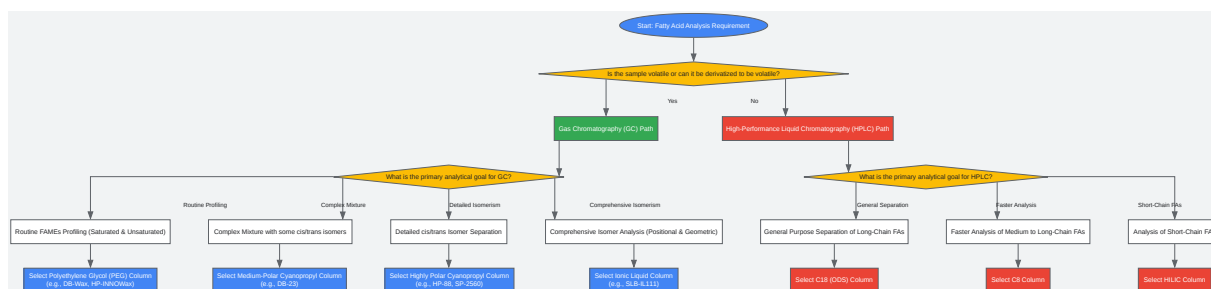 Start: Fatty Acid Analysis Requirement
Is the sample volatile or can it be derivatized to be volatile?
Yes
No
Gas Chromatography (GC) Path
High-Performance Liquid Chromatography (HPLC) Path
What is the primary analytical goal for GC?
What is the primary analytical goal for HPLC?
Routine Profiling
Complex Mixture
Detailed Isomerism
Comprehensive Isomerism
General Separation
Faster Analysis
Short-Chain FAs
Routine FAMEs Profiling (Saturated & Unsaturated)
Complex Mixture with some cis/trans isomers
Detailed cis/trans Isomer Separation
Comprehensive Isomer Analysis (Positional & Geometric)
General Purpose Separation of Long-Chain FAs
Faster Analysis of Medium to Long-Chain FAs
Analysis of Short-Chain
Select Polyethylene Glycol (PEG) Column
(e.g., DB-Wax, HP-INNOWax)
Select Medium-Polar Cyanopropyl Column
(e.g., DB-23)
Select Highly Polar Cyanopropyl Column
(e.g., HP-88, SP-2560)
Select Ionic Liquid Column
(e.g., SLB-IL111)
Select C18 (ODS) Column
Select C8 Column
Select HILIC Column